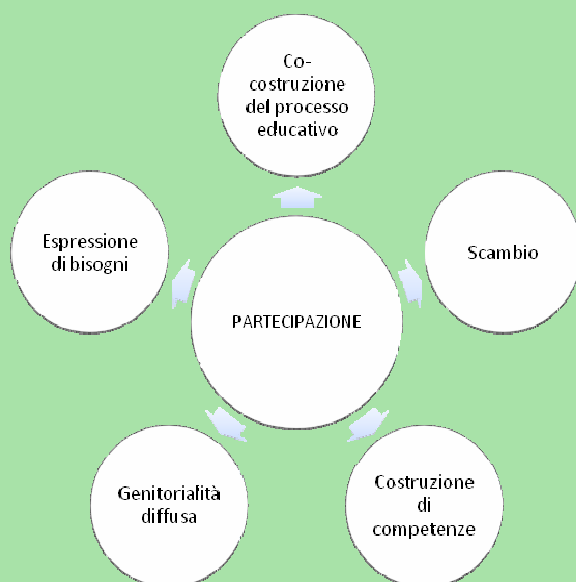 Co-
costruzione
del processo
educativo
Espressione
di bisogni
Scambio
PARTECIPAZIONE
Genitorialità
diffusa
Costruzione
di
competenze